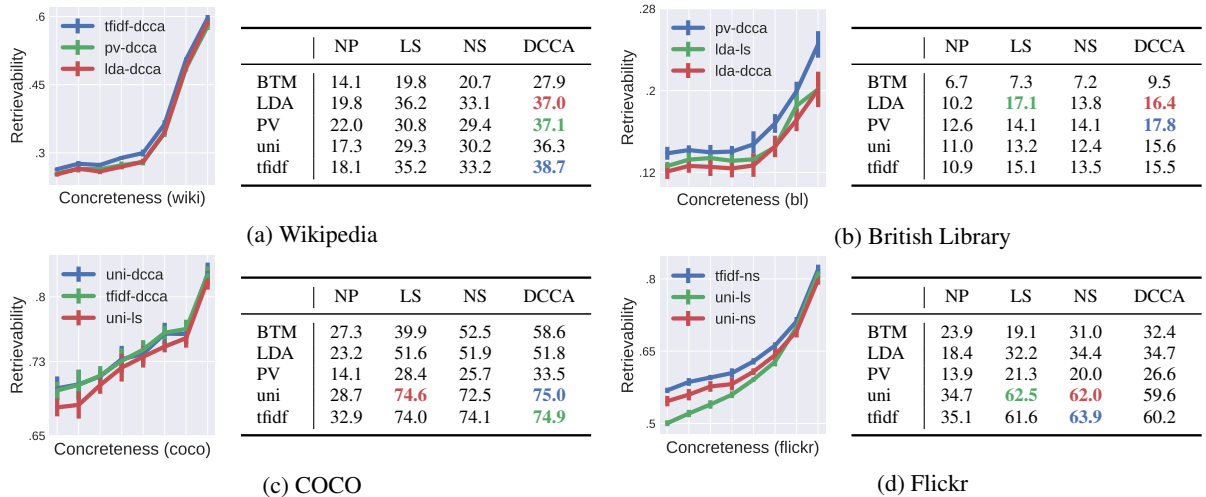 .6
.45
.3
Retrievability
tfidf-dcca
pv-dcca
lda-dcca
Concreteness (wiki)
NP LS NS DCCA
BTM 14.1 19.8 20.7 27.9
LDA 19.8 36.2 33.1 37.0
PV 22.0 30.8 29.4 37.1
uni 17.3 29.3 30.2 36.3
tfidf 18.1 35.2 33.2 38.7
(a) Wikipedia
.28
.2
.12
Retrievability
pv-dcca
lda-ls
lda-dcca
Concreteness (bl)
NP LS NS DCCA
BTM 6.7 7.3 7.2 9.5
LDA 10.2 17.1 13.8 16.4
PV 12.6 14.1 14.1 17.8
uni 11.0 13.2 12.4 15.6
tfidf 10.9 15.1 13.5 15.5
(b) British Library
.8
.73
.65
Retrievability
uni-dcca
tfidf-dcca
uni-ls
Concreteness (coco)
NP LS NS DCCA
BTM 27.3 39.9 52.5 58.6
LDA 23.2 51.6 51.9 51.8
PV 14.1 28.4 25.7 33.5
uni 28.7 74.6 72.5 75.0
tfidf 32.9 74.0 74.1 74.9
(c) COCO
.8
.65
.5
Retrievability
tfidf-ns
uni-ls
uni-ns
Concreteness (flickr)
NP LS NS DCCA
BTM 23.9 19.1 31.0 32.4
LDA 18.4 32.2 34.4 34.7
PV 13.9 21.3 20.0 26.6
uni 34.7 62.5 62.0 59.6
tfidf 35.1 61.6 63.9 60.2
(d) Flickr